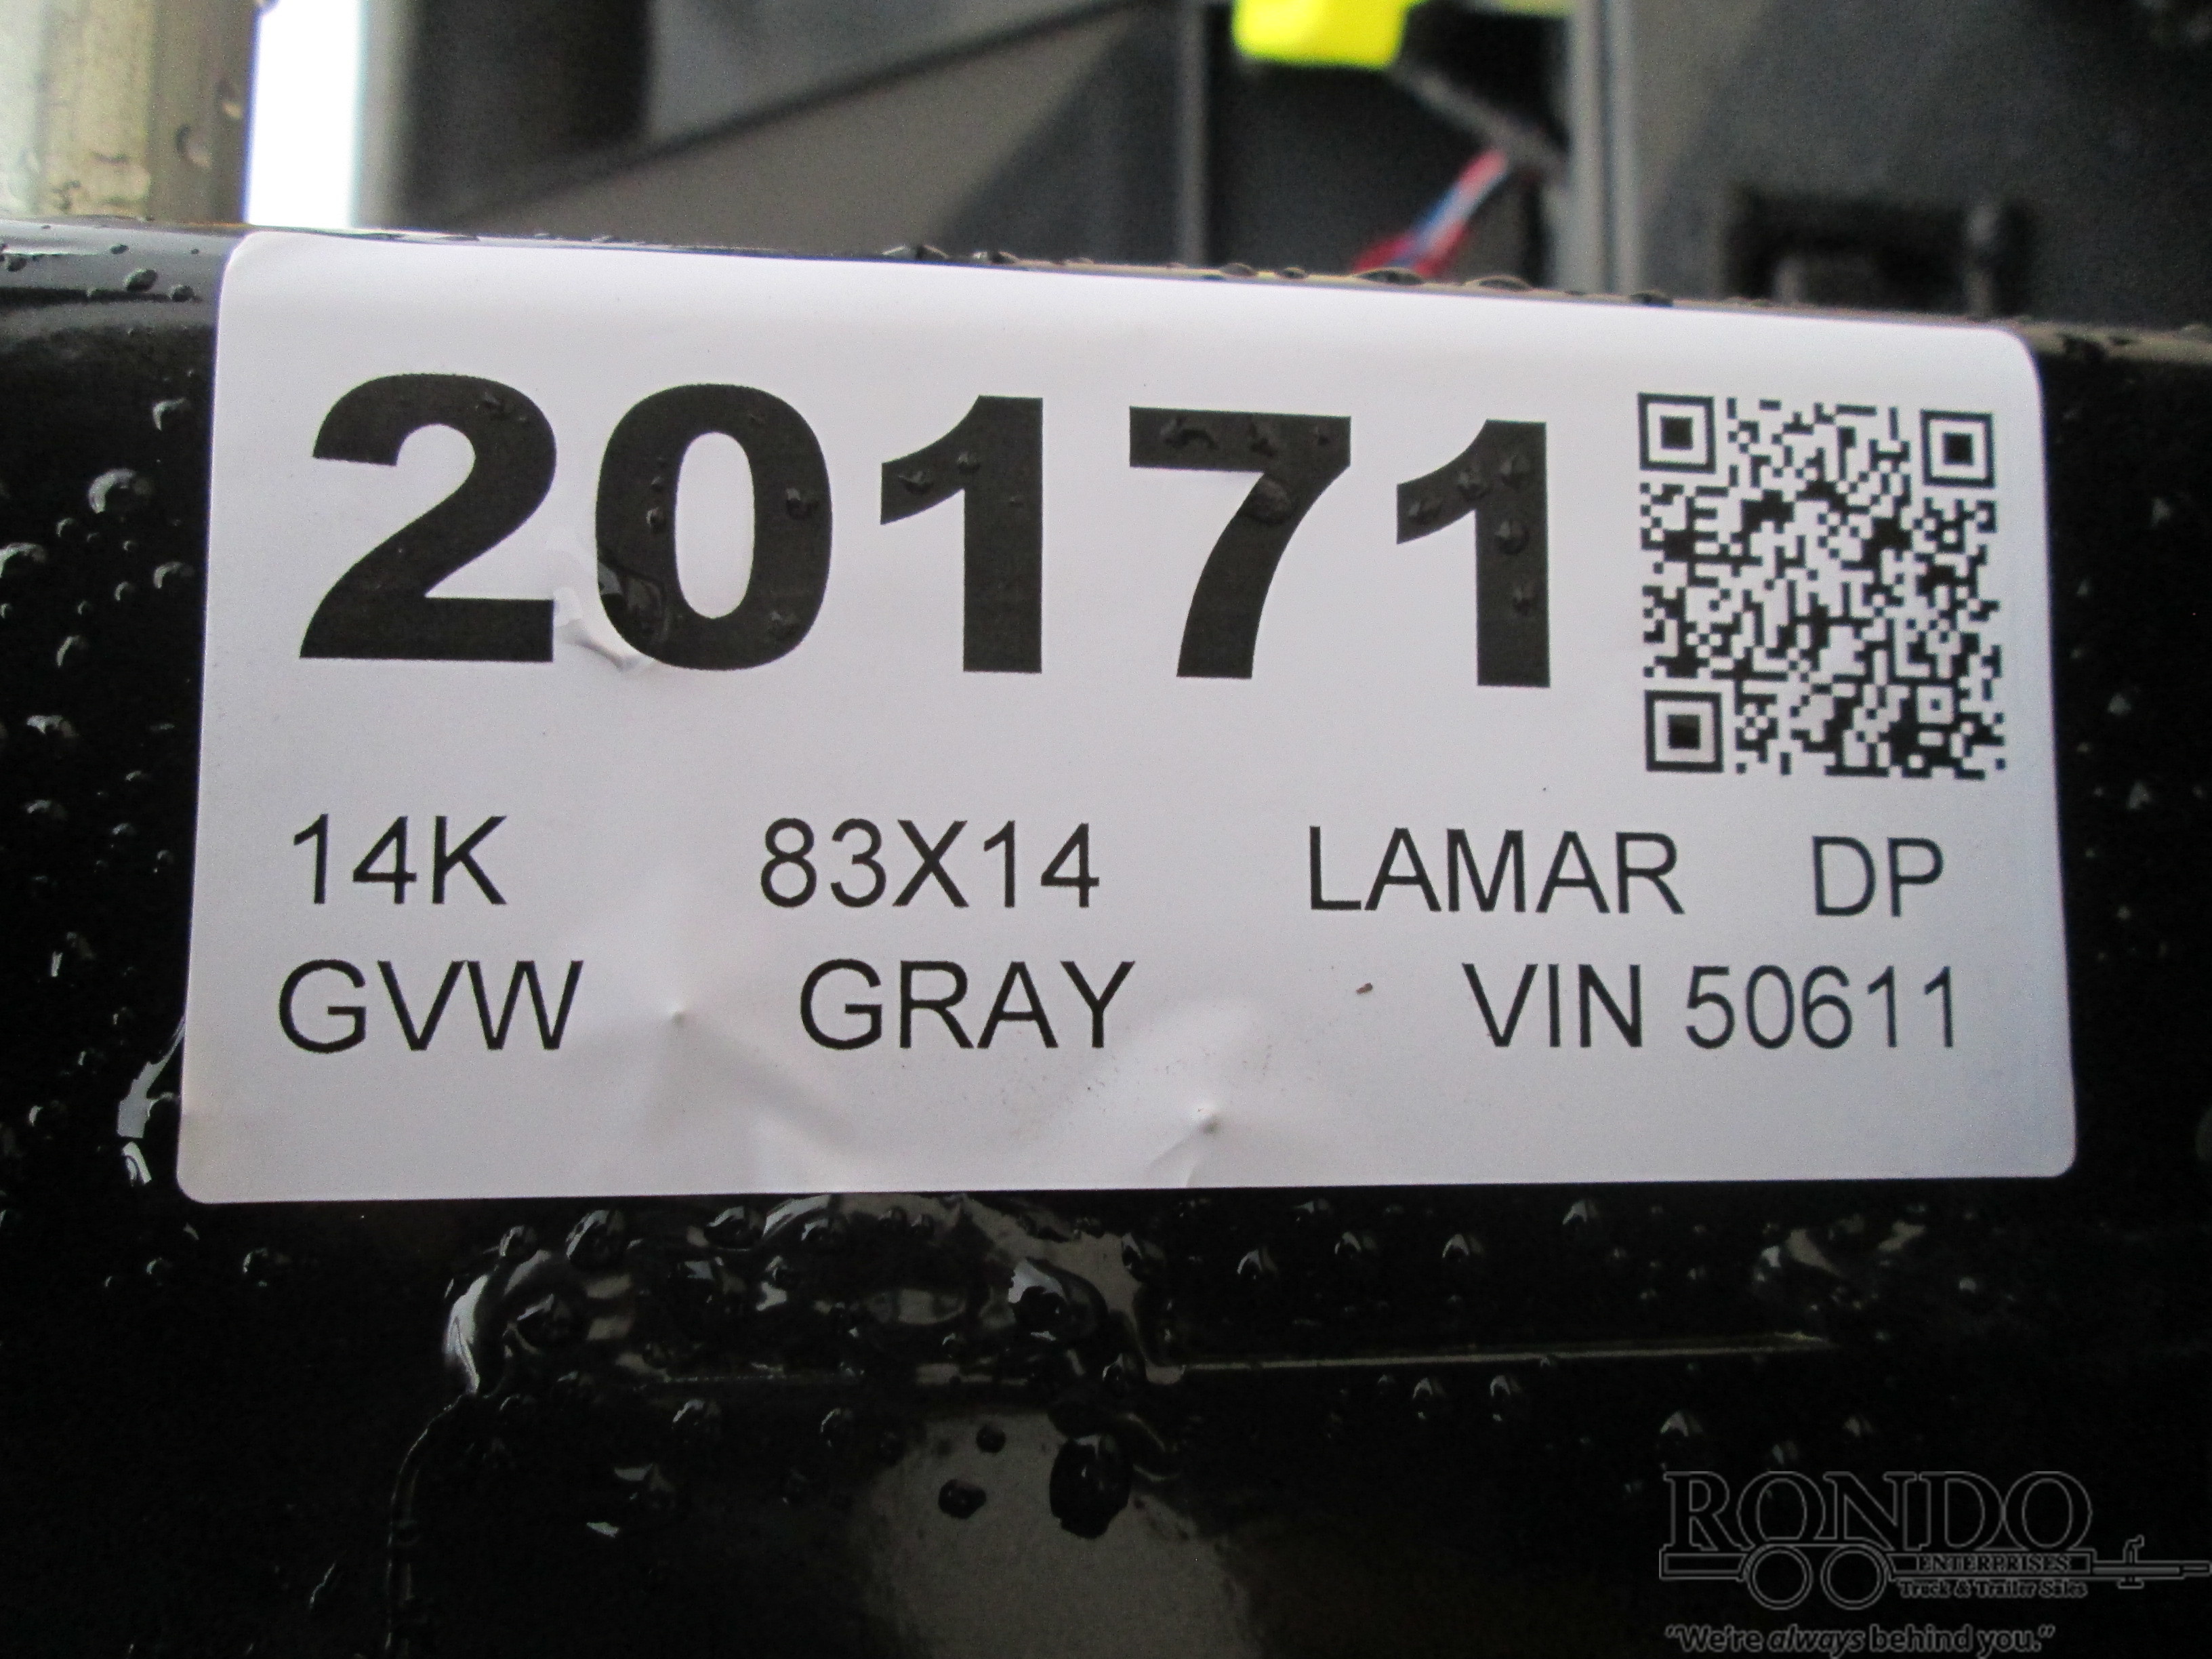 20171
14K 83X14 LAMAR DP
GVW GRAY VIN 50611
RONDO
ENTERPRISES
Truck & Trailer Sales
"We're always behind you."